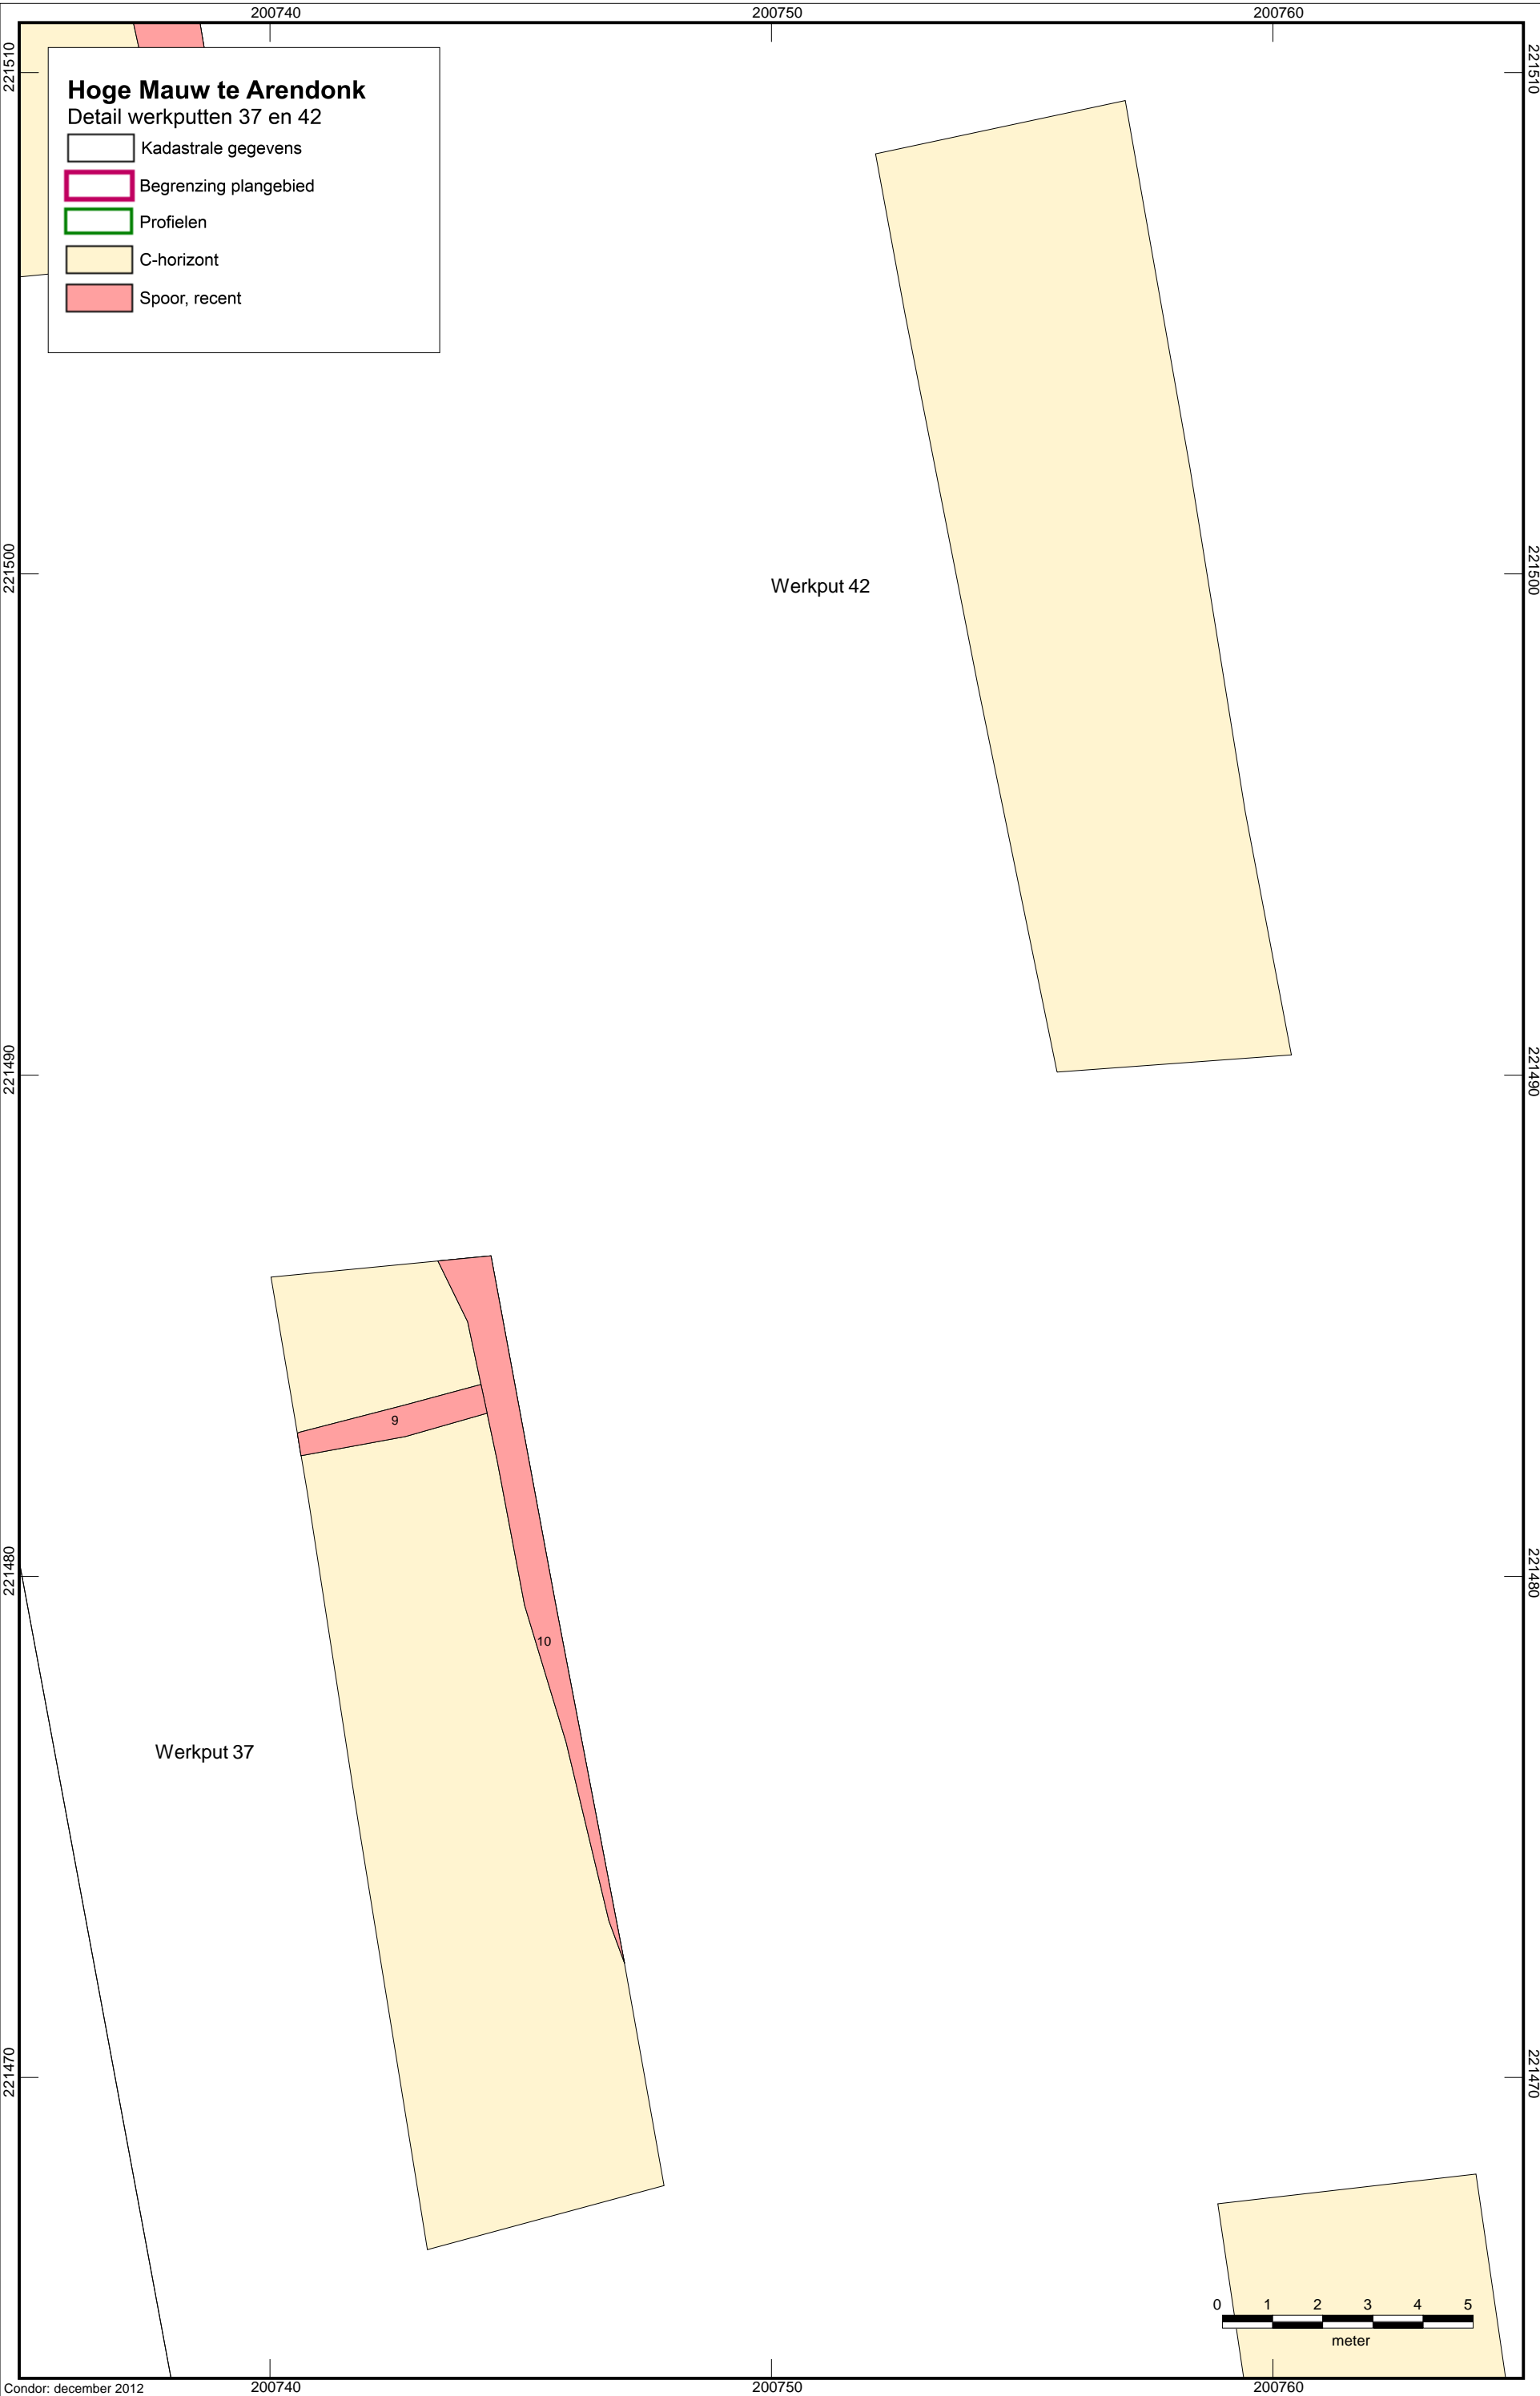 200740 200750 200760
221510 221510
Hoge Mauw te Arendonk
Detail werkputten 37 en 42
Kadastrale gegevens
Begrenzing plangebied
Profielen
C-horizont
Spoor, recent
221500 221500
Werkput 42
221490 221490
9
221480 221480
10
Werkput 37
221470 221470
0 1 2 3 4 5
meter
Condor: december 2012
200740 200750 200760